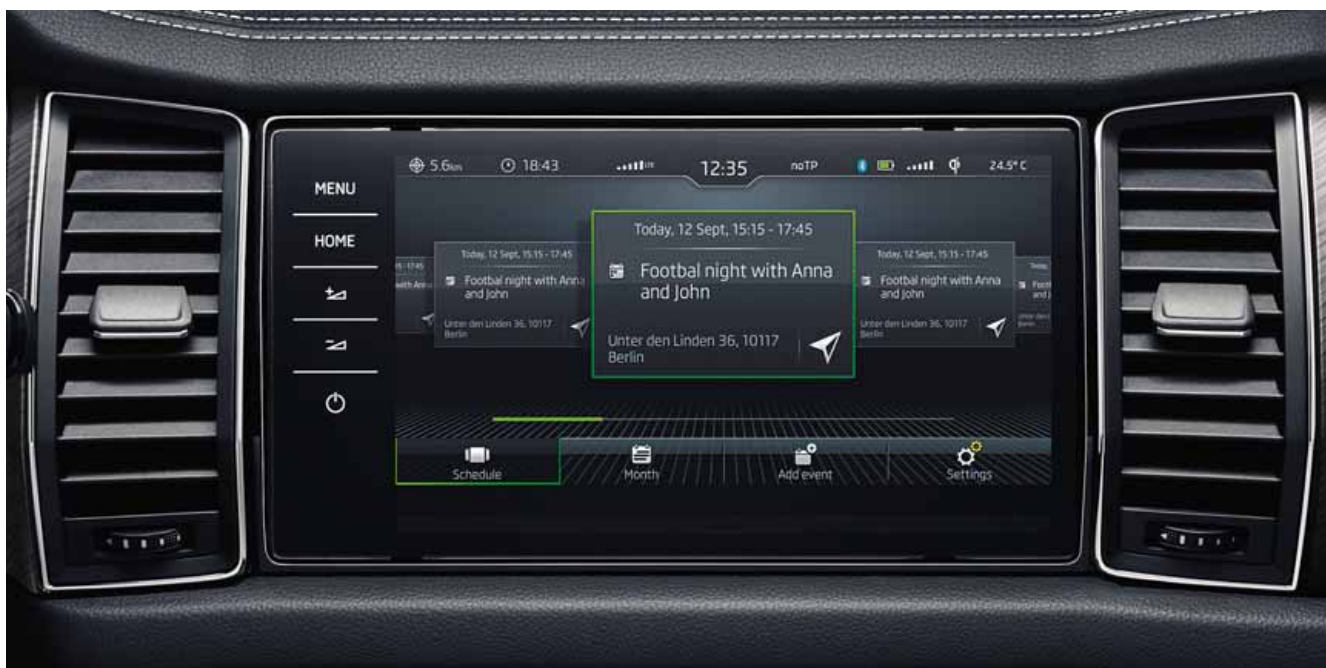 MENU
HOME
5.6km
18:43
LTE
12:35
noTP
24.5°C
Today, 12 Sept, 15:15 - 17:45
Footbal night with Anna
and John
Unter den Linden 36, 10117
Berlin
Today, 12 Sept, 15:15 - 17:45
Footbal night with Anna
and John
Unter den Linden 36, 10117
Berlin
Today, 12 Sept, 15:15 - 17:45
Footbal night with Anna
and John
Unter den Linden 36, 10117
Berlin
Schedule
Month
Add event
Settings